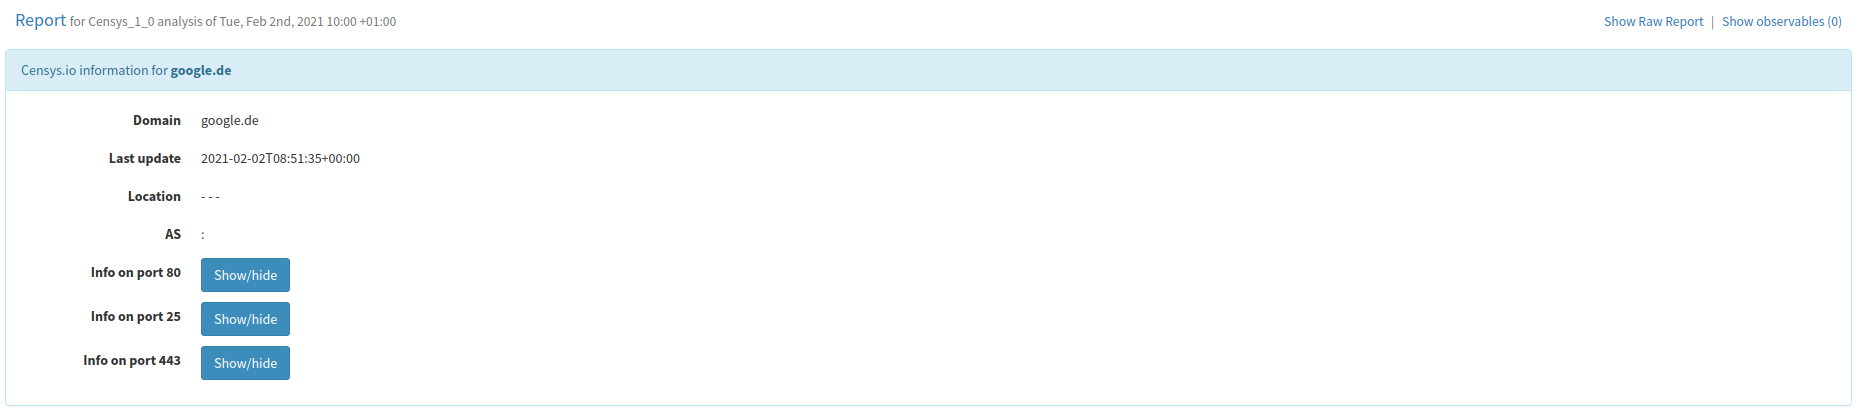 Report for Censys_1_0 analysis of Tue, Feb 2nd, 2021 10:00 +01:00 Show Raw Report | Show observables (0)
Censys.io information for google.de
Domain google.de
Last update 2021-02-02T08:51:35+00:00
Location - - -
AS :
Info on port 80 Show/hide
Info on port 25 Show/hide
Info on port 443 Show/hide